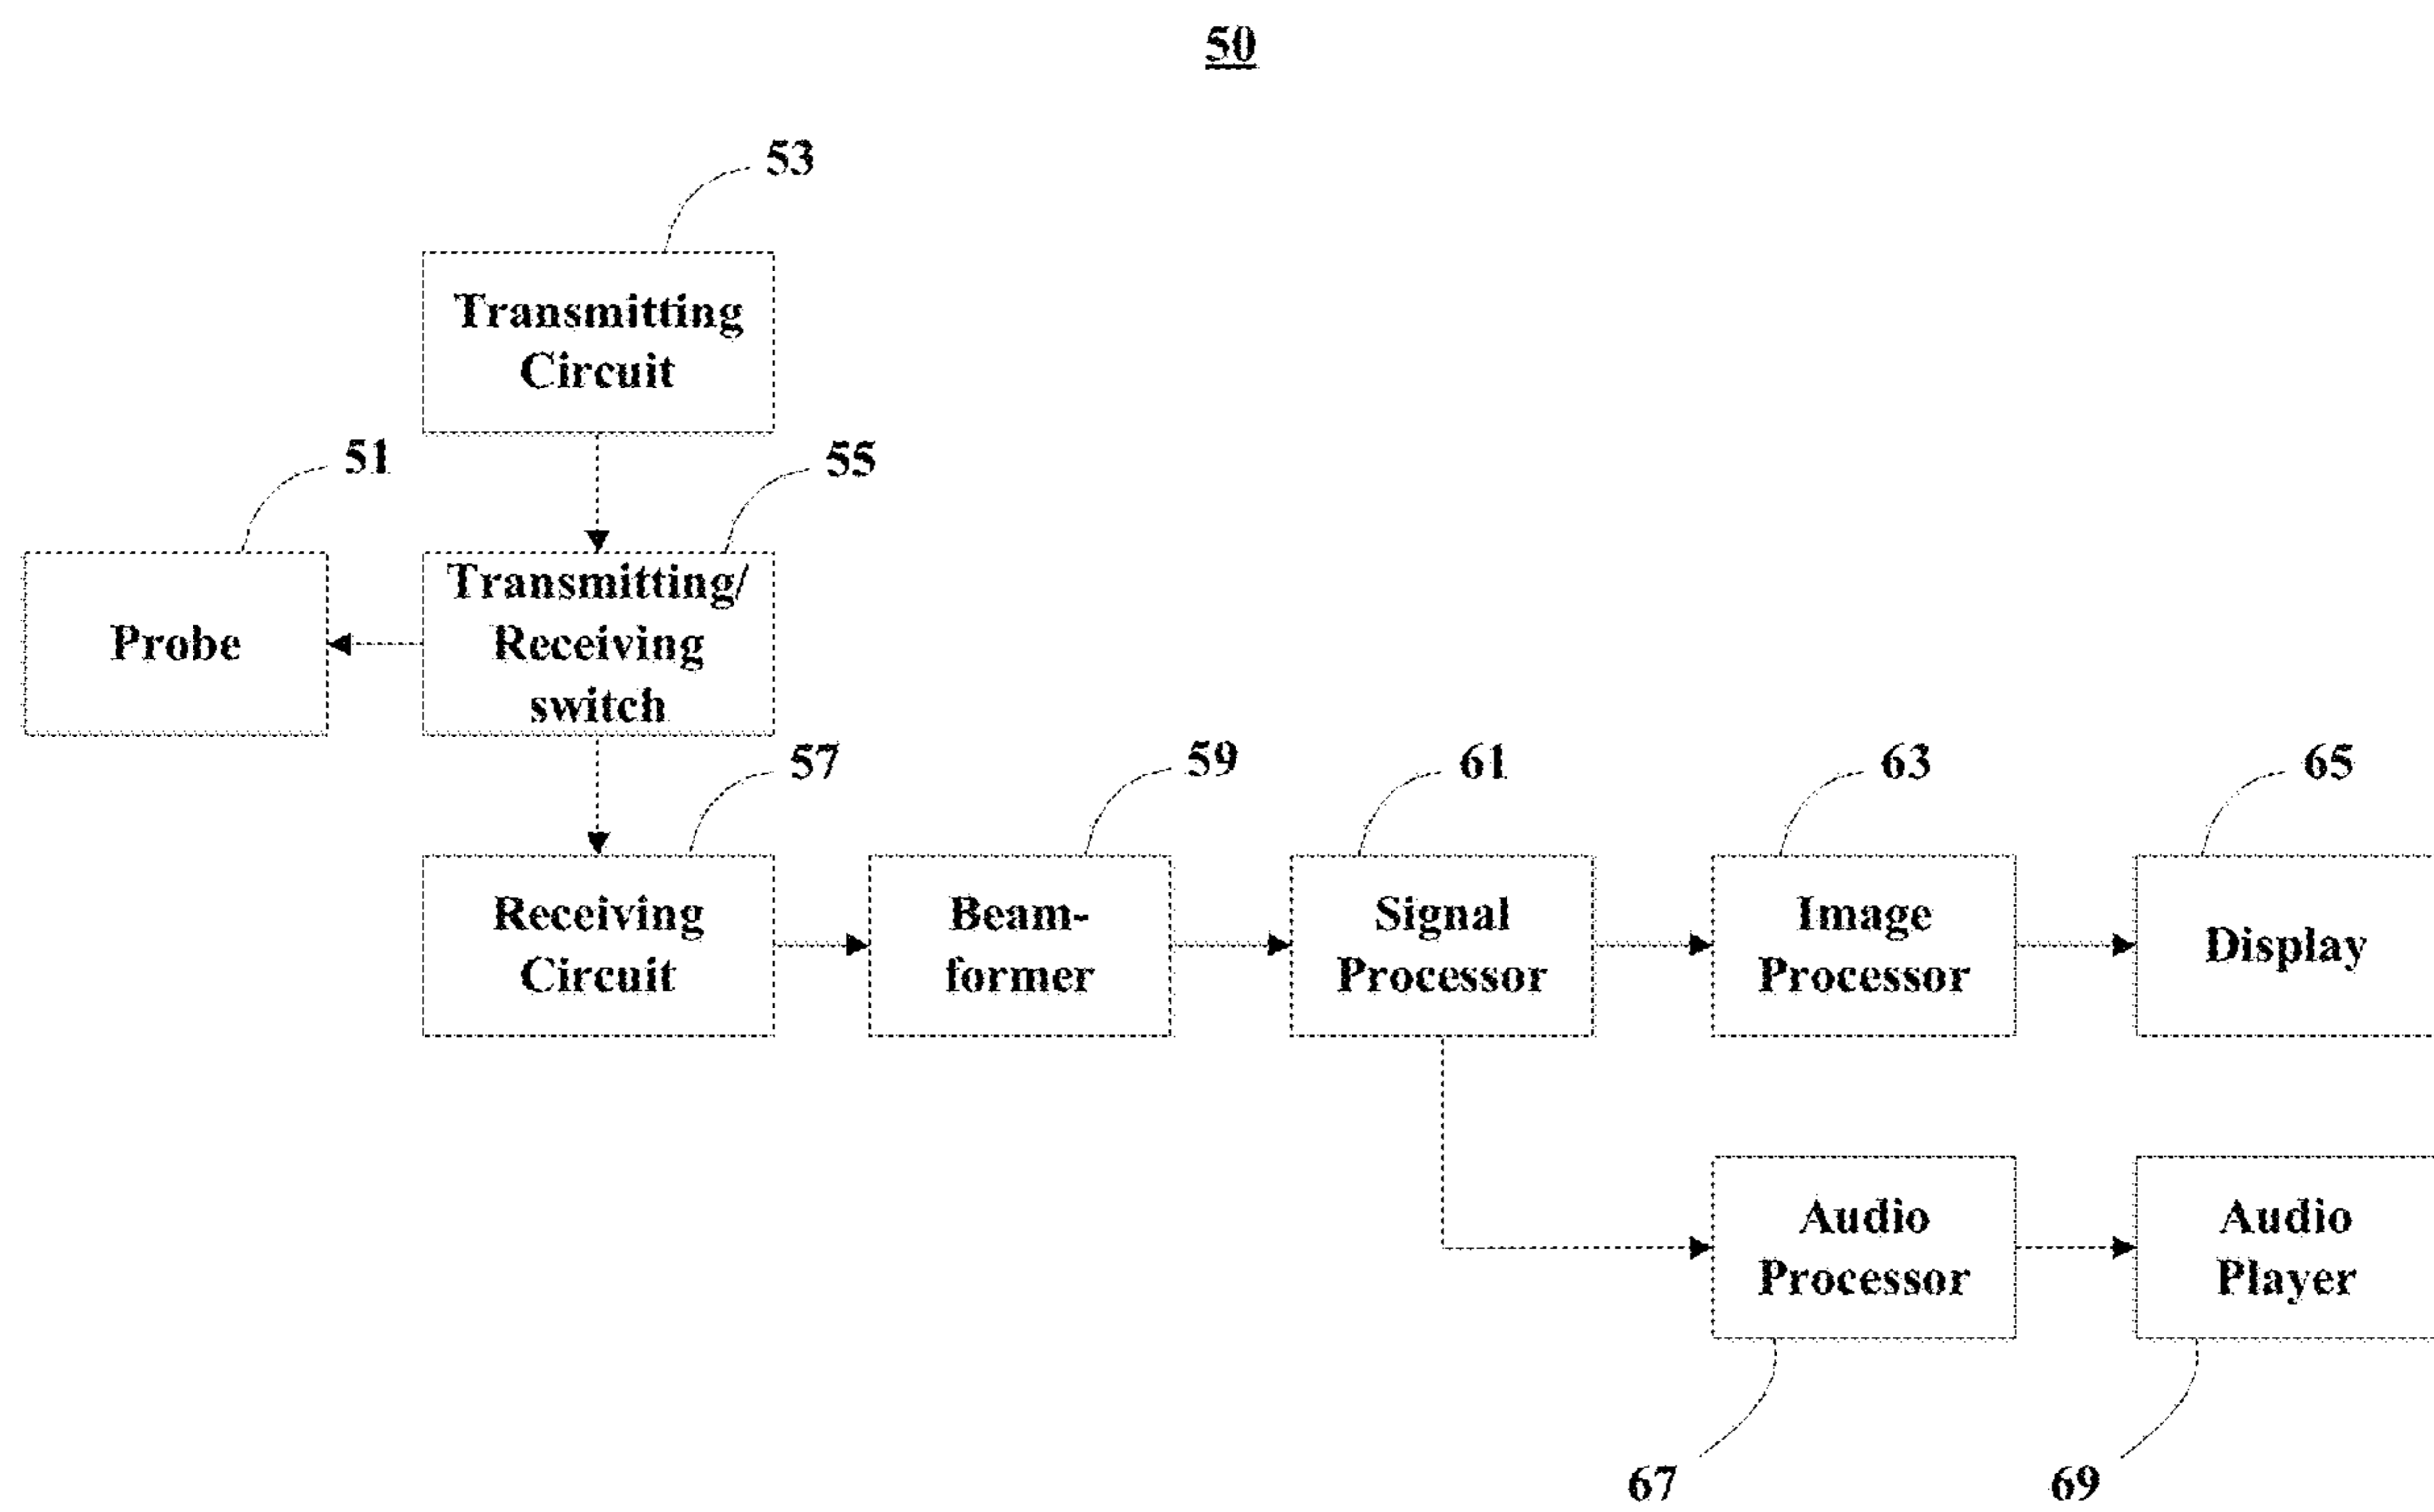 50
53
Transmitting
Circuit
51
55
Probe
Transmitting/
Receiving
switch
57
59
61
63
65
Receiving
Circuit
Beam-
former
Signal
Processor
Image
Processor
Display
Audio
Processor
Audio
Player
67
69